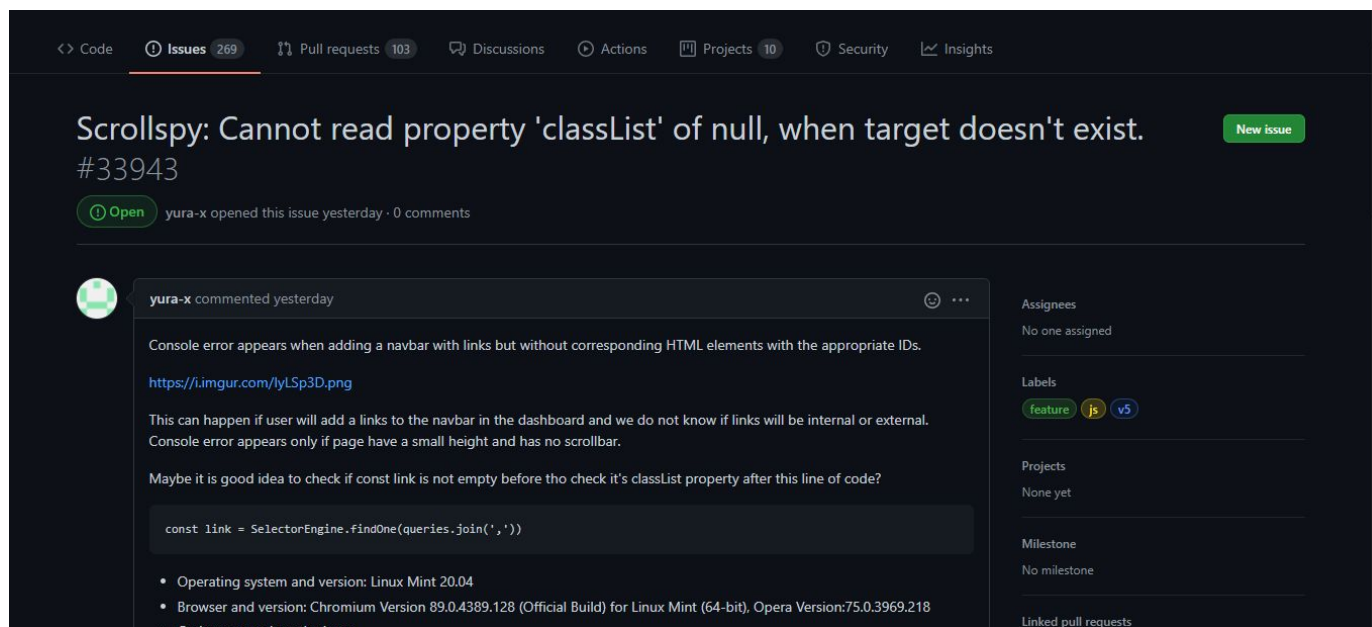 Code Issues 269 Pull requests 103 Discussions Actions Projects 10 Security Insights
Scrollspy: Cannot read property 'classList' of null, when target doesn't exist.
#33943
New issue
Open yura-x opened this issue yesterday · 0 comments
yura-x commented yesterday
Console error appears when adding a navbar with links but without corresponding HTML elements with the appropriate IDs.
https://i.imgur.com/lyLSp3D.png
This can happen if user will add a links to the navbar in the dashboard and we do not know if links will be internal or external.
Console error appears only if page have a small height and has no scrollbar.
Maybe it is good idea to check if const link is not empty before tho check it's classList property after this line of code?
const link = SelectorEngine.findOne(queries.join(','))
• Operating system and version: Linux Mint 20.04
• Browser and version: Chromium Version 89.0.4389.128 (Official Build) for Linux Mint (64-bit), Opera Version:75.0.3969.218
Assignees
No one assigned
Labels
feature js v5
Projects
None yet
Milestone
No milestone
Linked pull requests